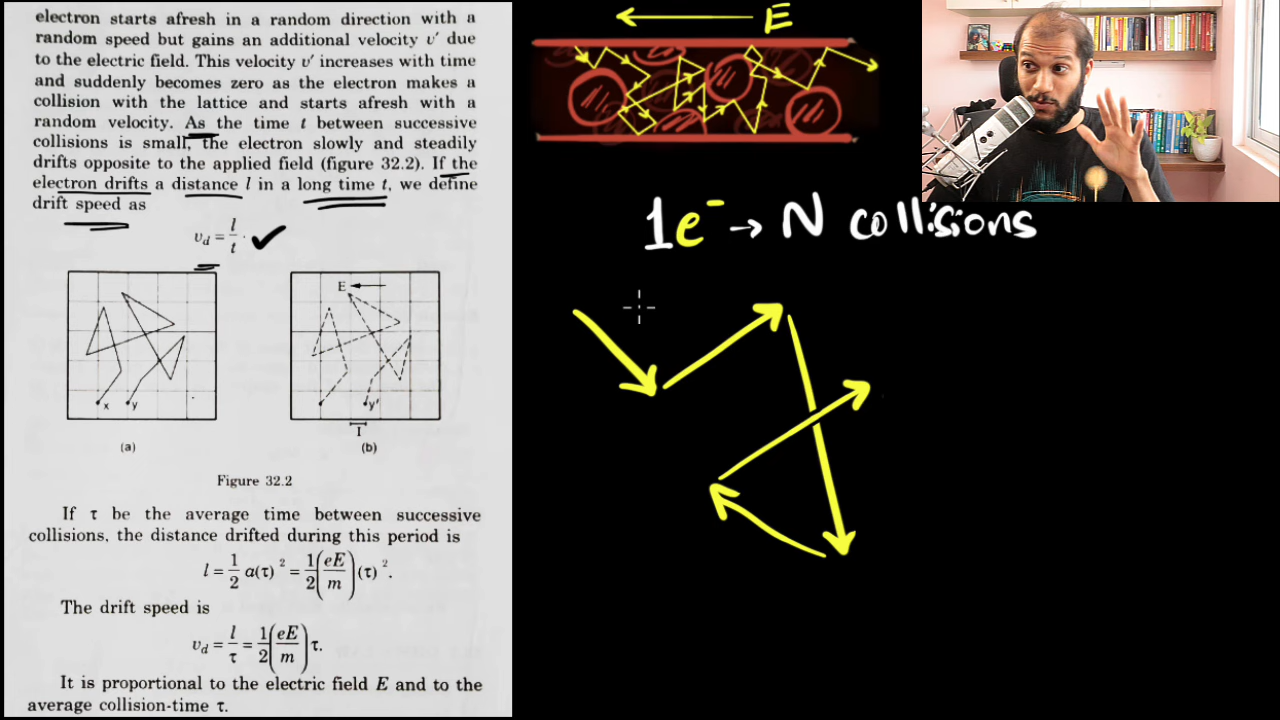 electron starts afresh in a random direction with a
random speed but gains an additional velocity v′ due
to the electric field. This velocity v′ increases with time
and suddenly becomes zero as the electron makes a
collision with the lattice and starts afresh with a
random velocity. As the time t between successive
collisions is small, the electron slowly and steadily
drifts opposite to the applied field (figure 32.2). If the
electron drifts a distance l in a long time t, we define
drift speed as
v_d = l/t ·
E
x y
y′
l
(a) (b)
Figure 32.2
If τ be the average time between successive
collisions, the distance drifted during this period is
l = 1/2 a(τ)² = 1/2 (eE/m) (τ)².
The drift speed is
v_d = l/τ = 1/2 (eE/m) τ.
It is proportional to the electric field E and to the
average collision-time τ.
E
1e⁻ → N collisions